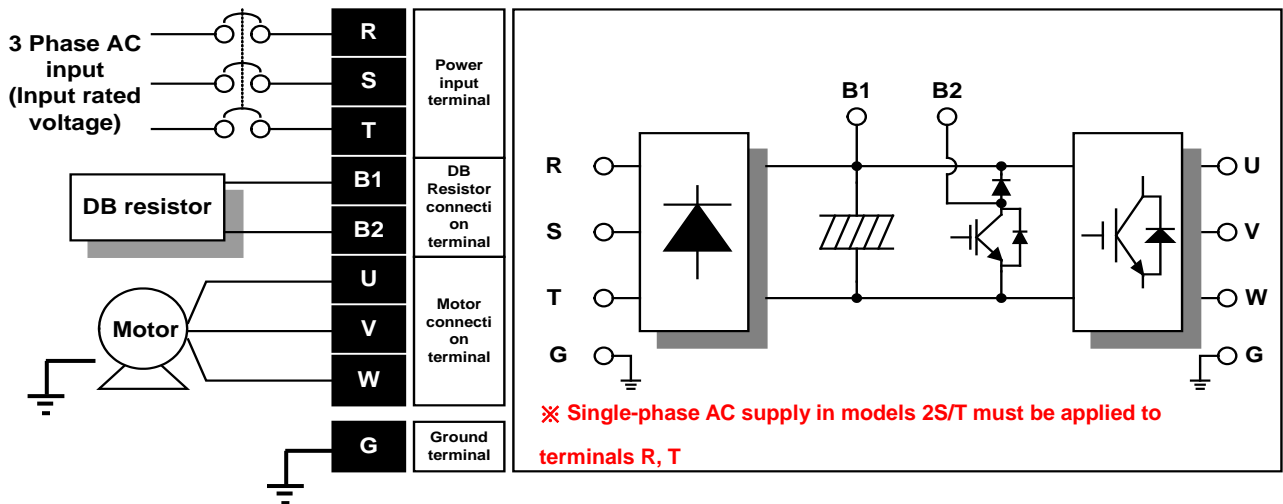 3 Phase AC
input
(Input rated
voltage)
R
S
T
Power
input
terminal
DB resistor
B1
B2
DB
Resistor
connecti
on
terminal
Motor
U
V
W
Motor
connecti
on
terminal
G
Ground
terminal
B1 B2
R
S
T
G
U
V
W
G
※ Single-phase AC supply in models 2S/T must be applied to
terminals R, T